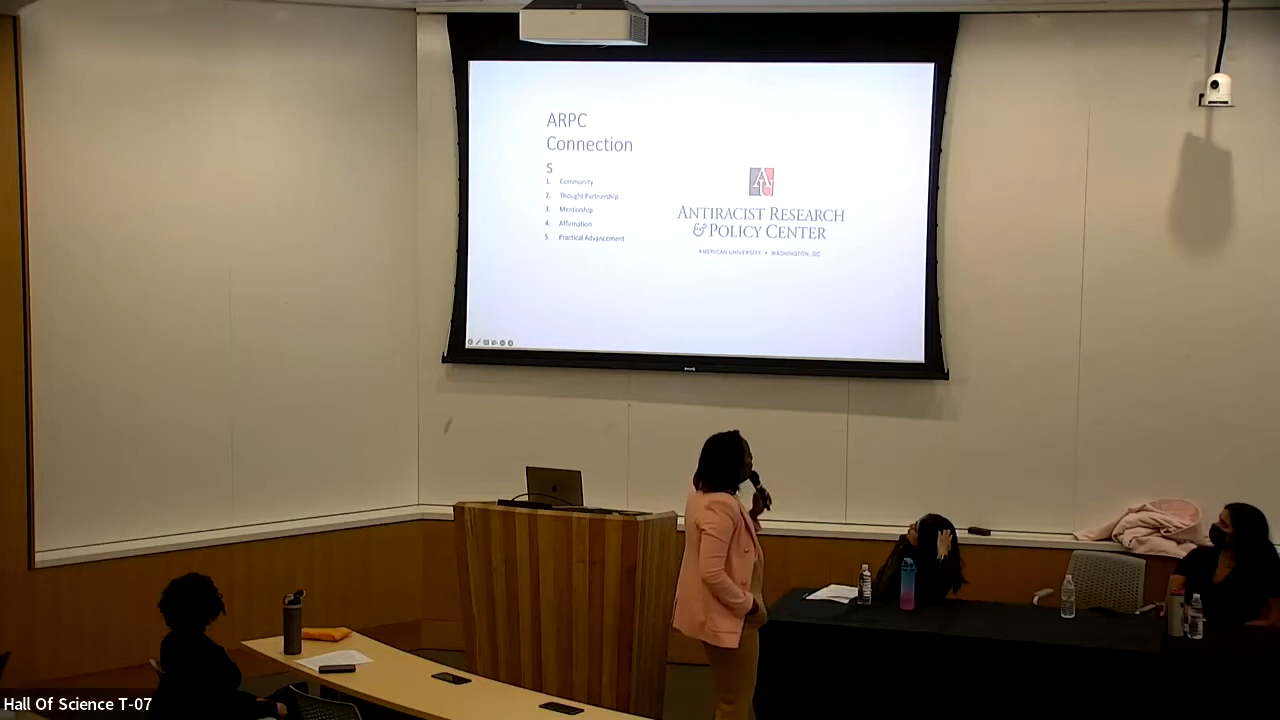 ARPC
Connection
s
1. Community
2. Thought Partnership
3. Mentorship
4. Affirmation
5. Practical Advancement
AU
ANTIRACIST RESEARCH
& POLICY CENTER
AMERICAN UNIVERSITY • WASHINGTON, DC
Hall Of Science T-07